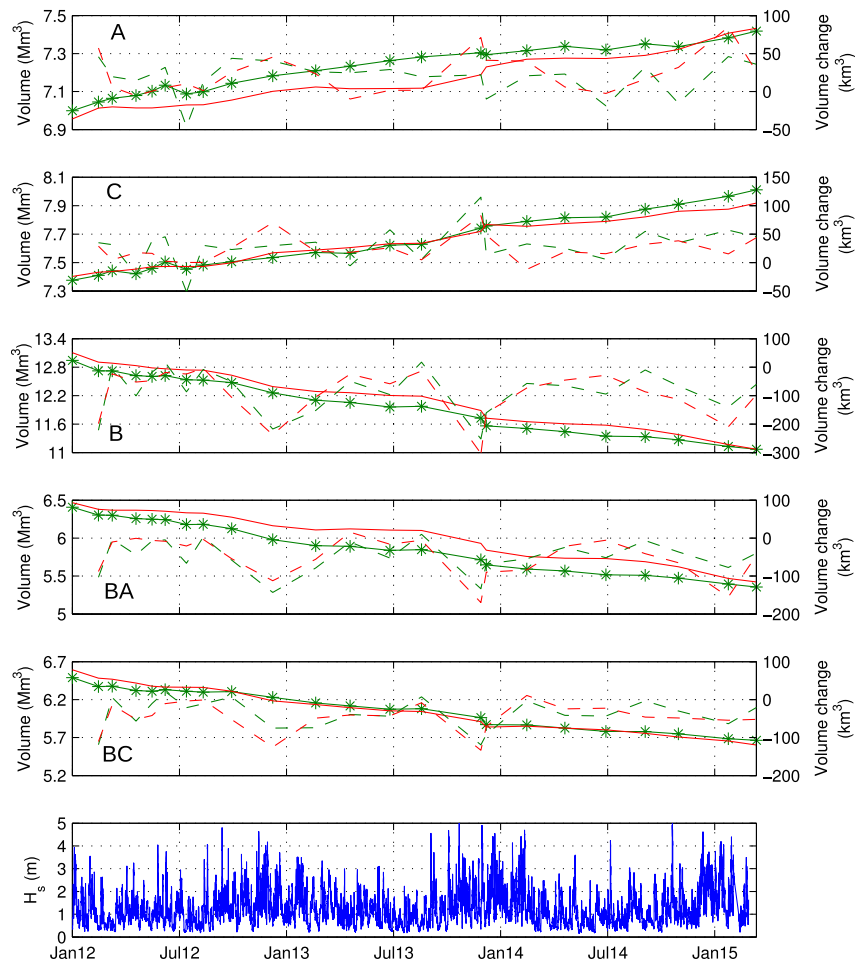 7.5
7.3
7.1
6.9
Volume (Mm³)
A
100
50
0
−50
Volume change
(km³)
8.1
7.9
7.7
7.5
7.3
Volume (Mm³)
C
150
100
50
0
−50
Volume change
(km³)
13.4
12.8
12.2
11.6
11
Volume (Mm³)
B
100
0
−100
−200
−300
Volume change
(km³)
6.5
6
5.5
5
Volume (Mm³)
BA
100
0
−100
−200
Volume change
(km³)
6.7
6.2
5.7
5.2
Volume (Mm³)
BC
100
0
−100
−200
Volume change
(km³)
5
4
3
2
1
0
H_s (m)
Jan12 Jul12 Jan13 Jul13 Jan14 Jul14 Jan15